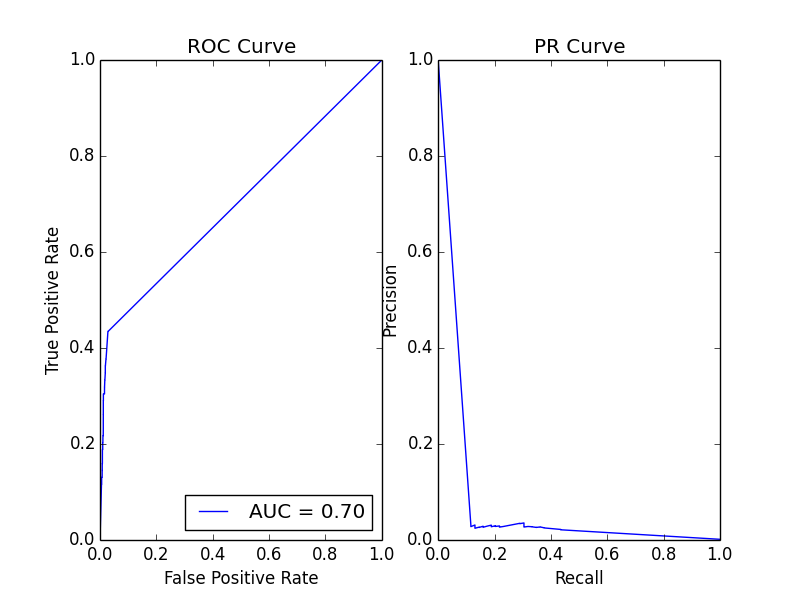 ROC Curve
1.0
0.8
0.6
0.4
0.2
0.0
True Positive Rate
AUC = 0.70
0.0 0.2 0.4 0.6 0.8 1.0
False Positive Rate
PR Curve
1.0
0.8
0.6
0.4
0.2
0.0
Precision
0.0 0.2 0.4 0.6 0.8 1.0
Recall